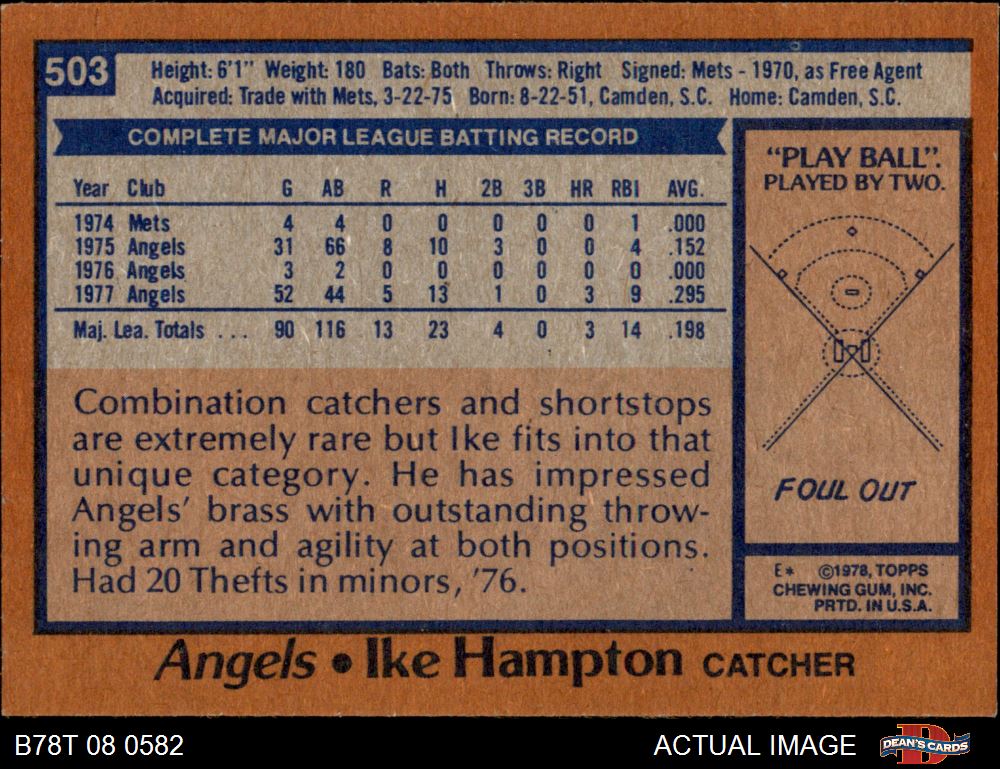 503
Height: 6'1" Weight: 180 Bats: Both Throws: Right Signed: Mets - 1970, as Free Agent
Acquired: Trade with Mets, 3-22-75 Born: 8-22-51, Camden, S.C. Home: Camden, S.C.
COMPLETE MAJOR LEAGUE BATTING RECORD
Year Club G AB R H 2B 3B HR RBI AVG.
1974 Mets 4 4 0 0 0 0 0 1 .000
1975 Angels 31 66 8 10 3 0 0 4 .152
1976 Angels 3 2 0 0 0 0 0 0 .000
1977 Angels 52 44 5 13 1 0 3 9 .295
Maj. Lea. Totals ... 90 116 13 23 4 0 3 14 .198
Combination catchers and shortstops
are extremely rare but Ike fits into that
unique category. He has impressed
Angels' brass with outstanding throw-
ing arm and agility at both positions.
Had 20 Thefts in minors, '76.
"PLAY BALL".
PLAYED BY TWO.
FOUL OUT
E* ©1978, TOPPS
CHEWING GUM, INC.
PRTD. IN U.S.A.
Angels • Ike Hampton CATCHER
B78T 08 0582
ACTUAL IMAGE
DEAN'S CARDS